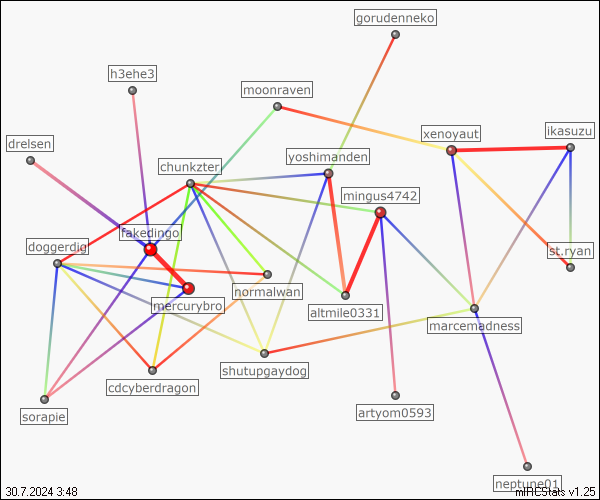 gorudenneko
h3ehe3
moonraven
xenoyaut
ikasuzu
drelsen
chunkzter
yoshimanden
mingus4742
fakedingo
doggerdig
st.ryan
normalwan
mercurybro
altmile0331
marcemadness
shutupgaydog
cdcyberdragon
sorapie
artyom0593
neptune01
30.7.2024 3:48
mIRCStats v1.25